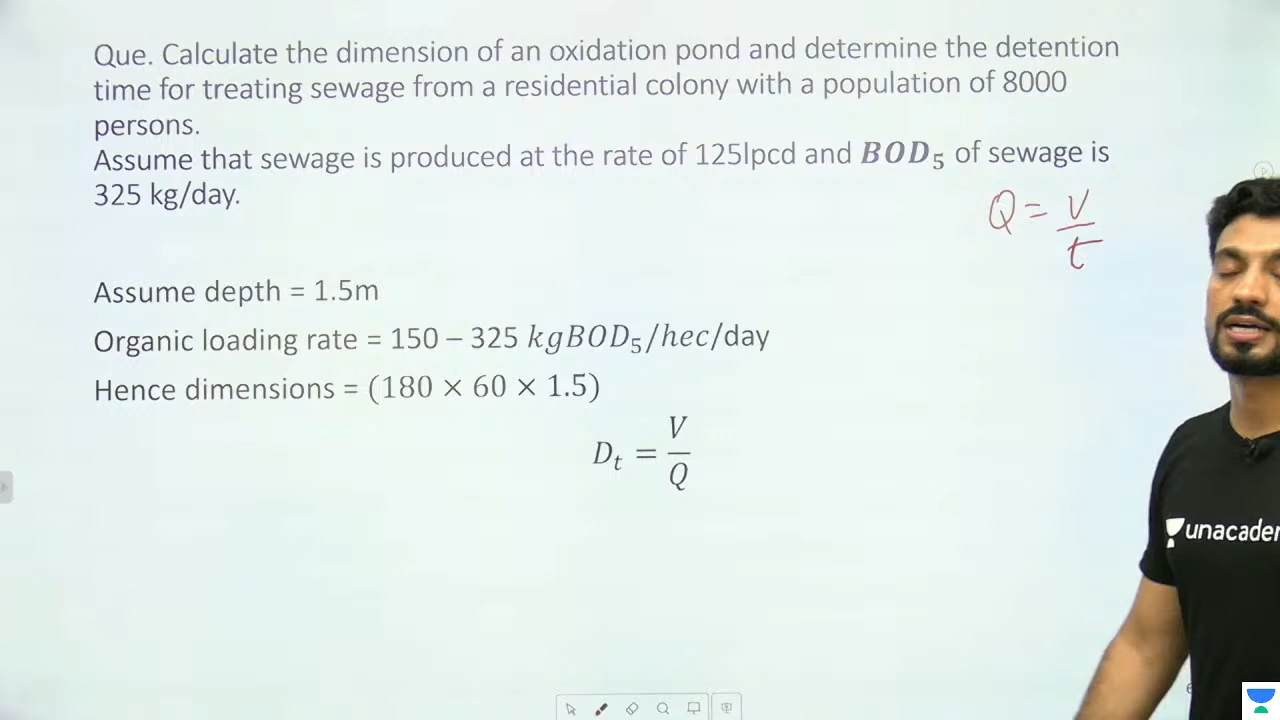 Que. Calculate the dimension of an oxidation pond and determine the detention
time for treating sewage from a residential colony with a population of 8000
persons.
Assume that sewage is produced at the rate of 125lpcd and BOD₅ of sewage is
325 kg/day.
Q = V/t
Assume depth = 1.5m
Organic loading rate = 150 – 325 kgBOD₅/hec/day
Hence dimensions = (180 × 60 × 1.5)
Dₜ = V/Q
unacadem